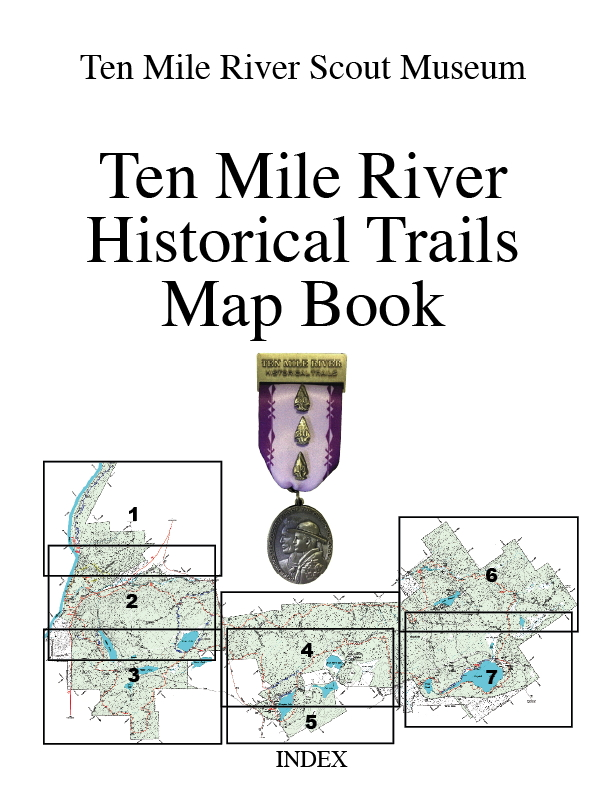 Ten Mile River Scout Museum
Ten Mile River
Historical Trails
Map Book
TEN MILE RIVER
HISTORICAL TRAILS
1
2
3
4
5
6
7
INDEX